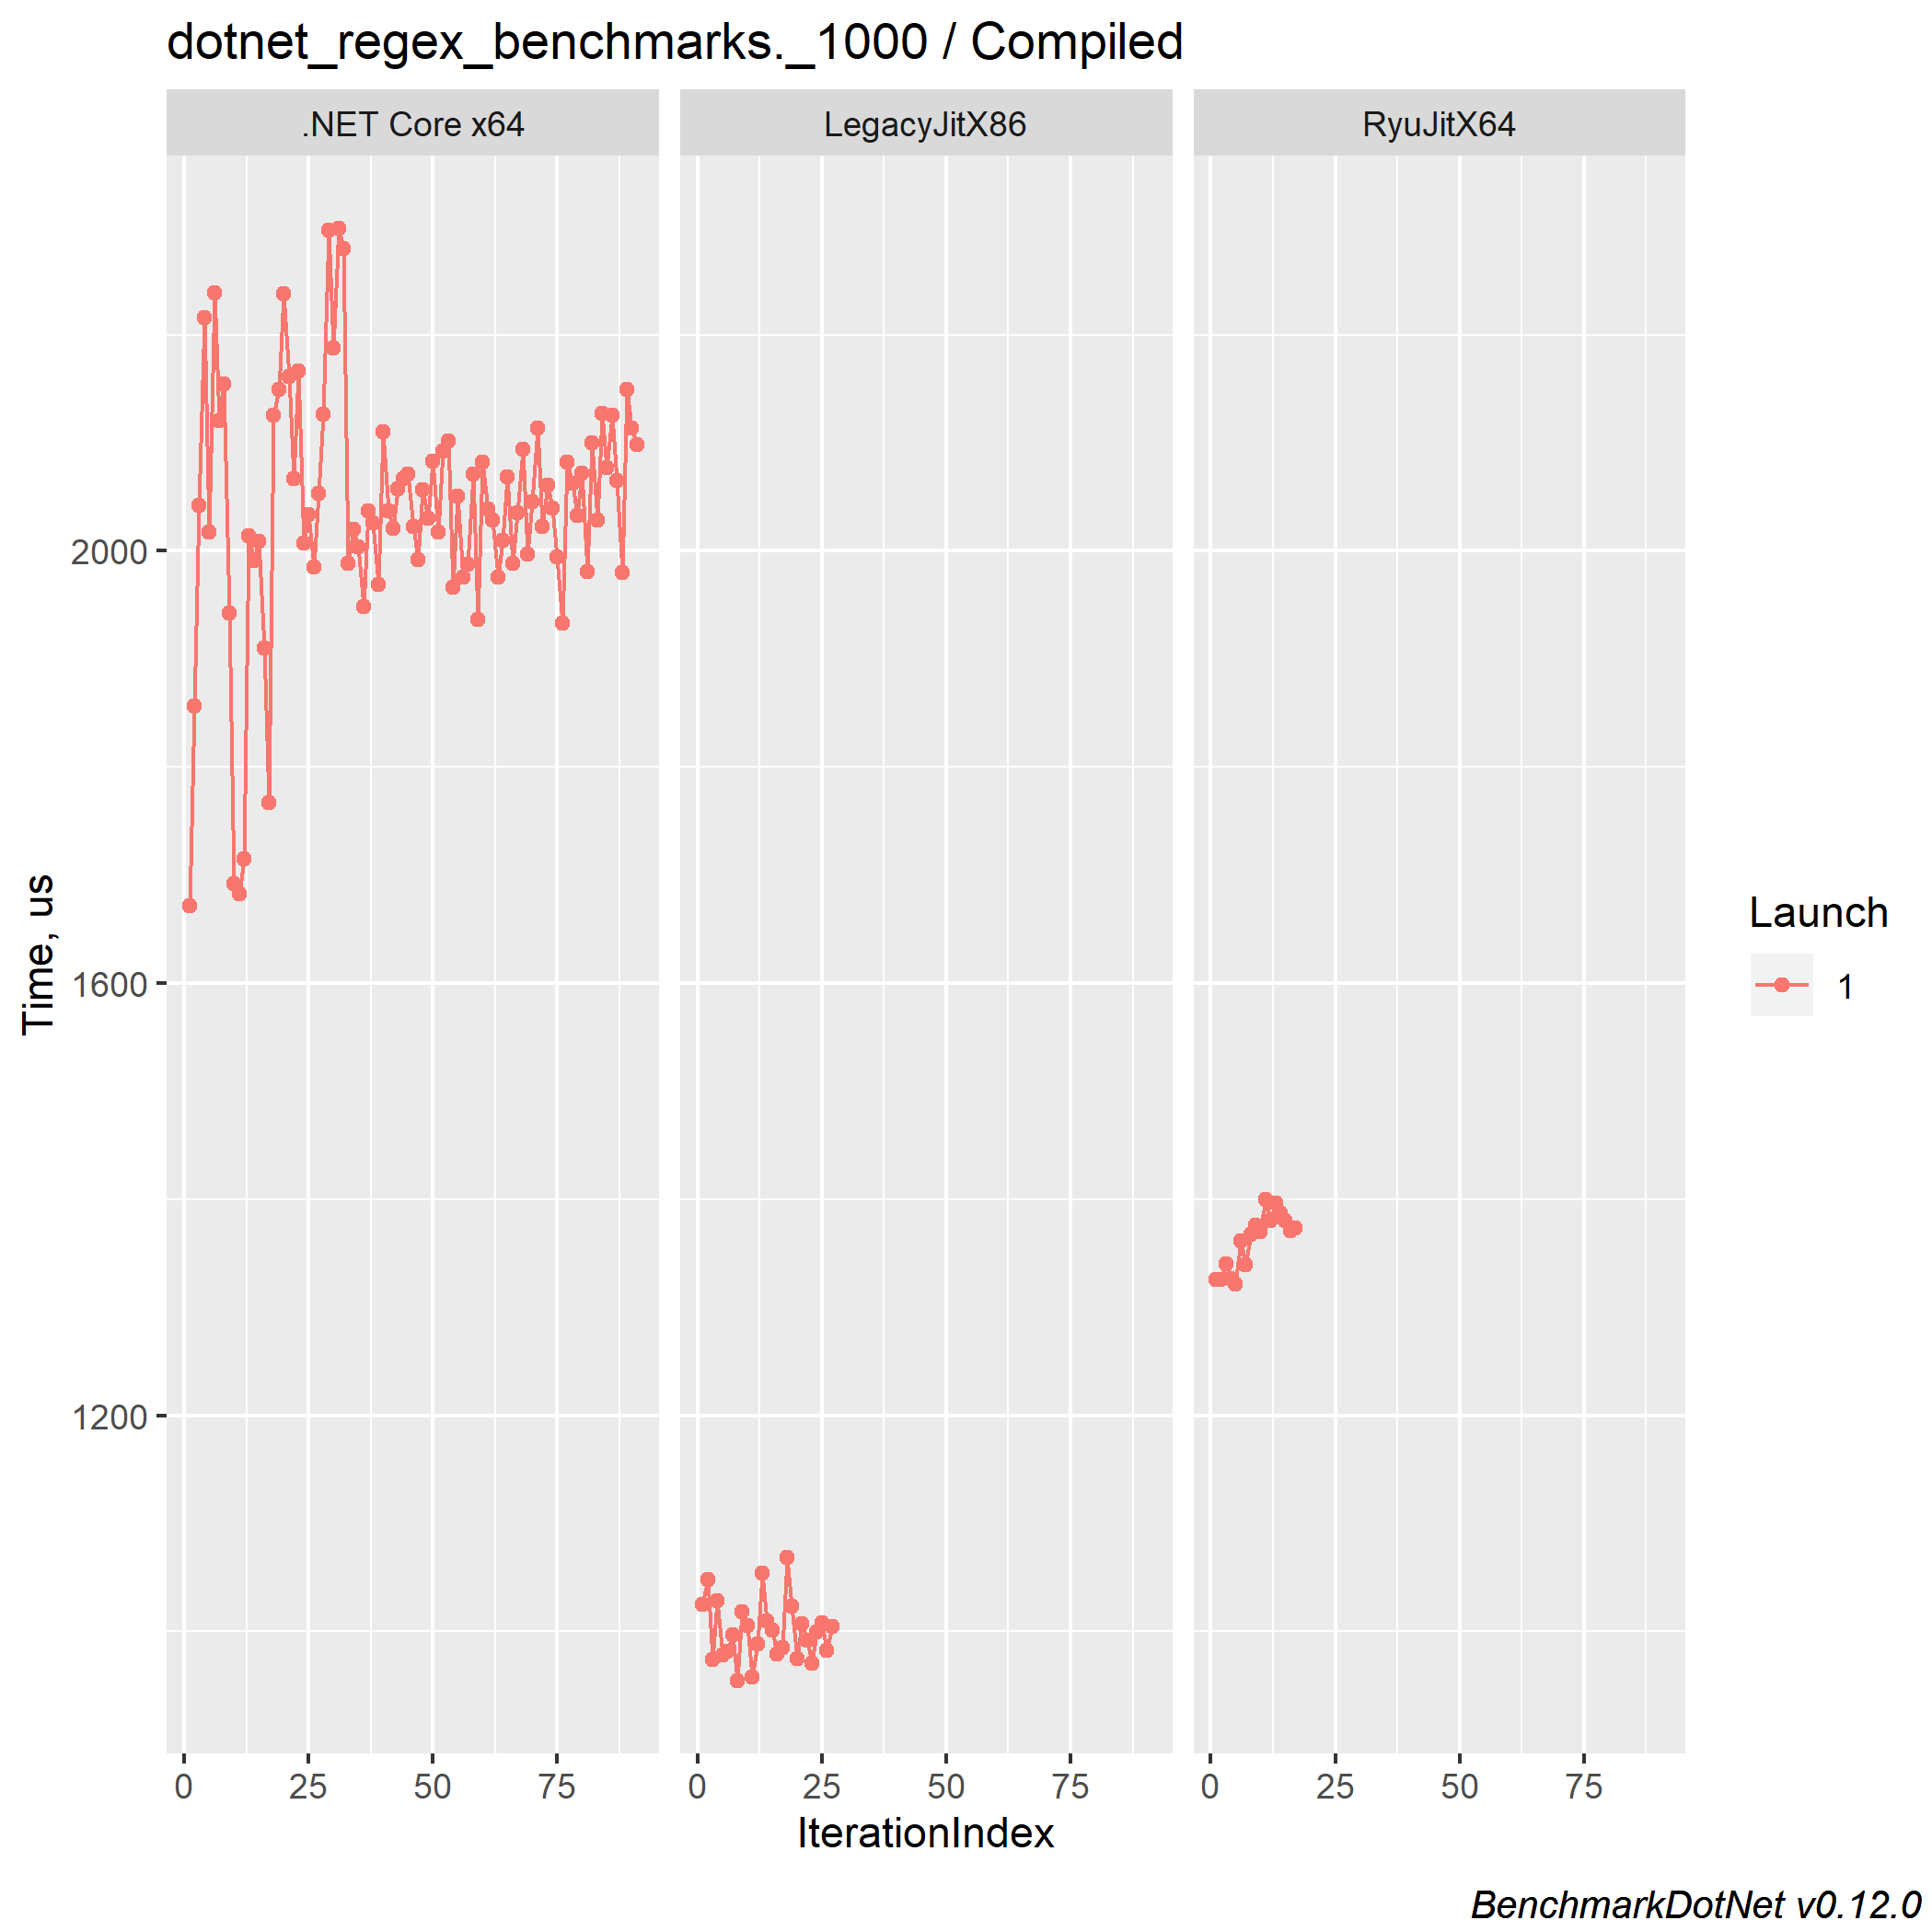 dotnet_regex_benchmarks._1000 / Compiled
.NET Core x64
LegacyJitX86
RyuJitX64
Time, us
2000
1600
1200
0 25 50 75
0 25 50 75
0 25 50 75
IterationIndex
Launch
1
BenchmarkDotNet v0.12.0